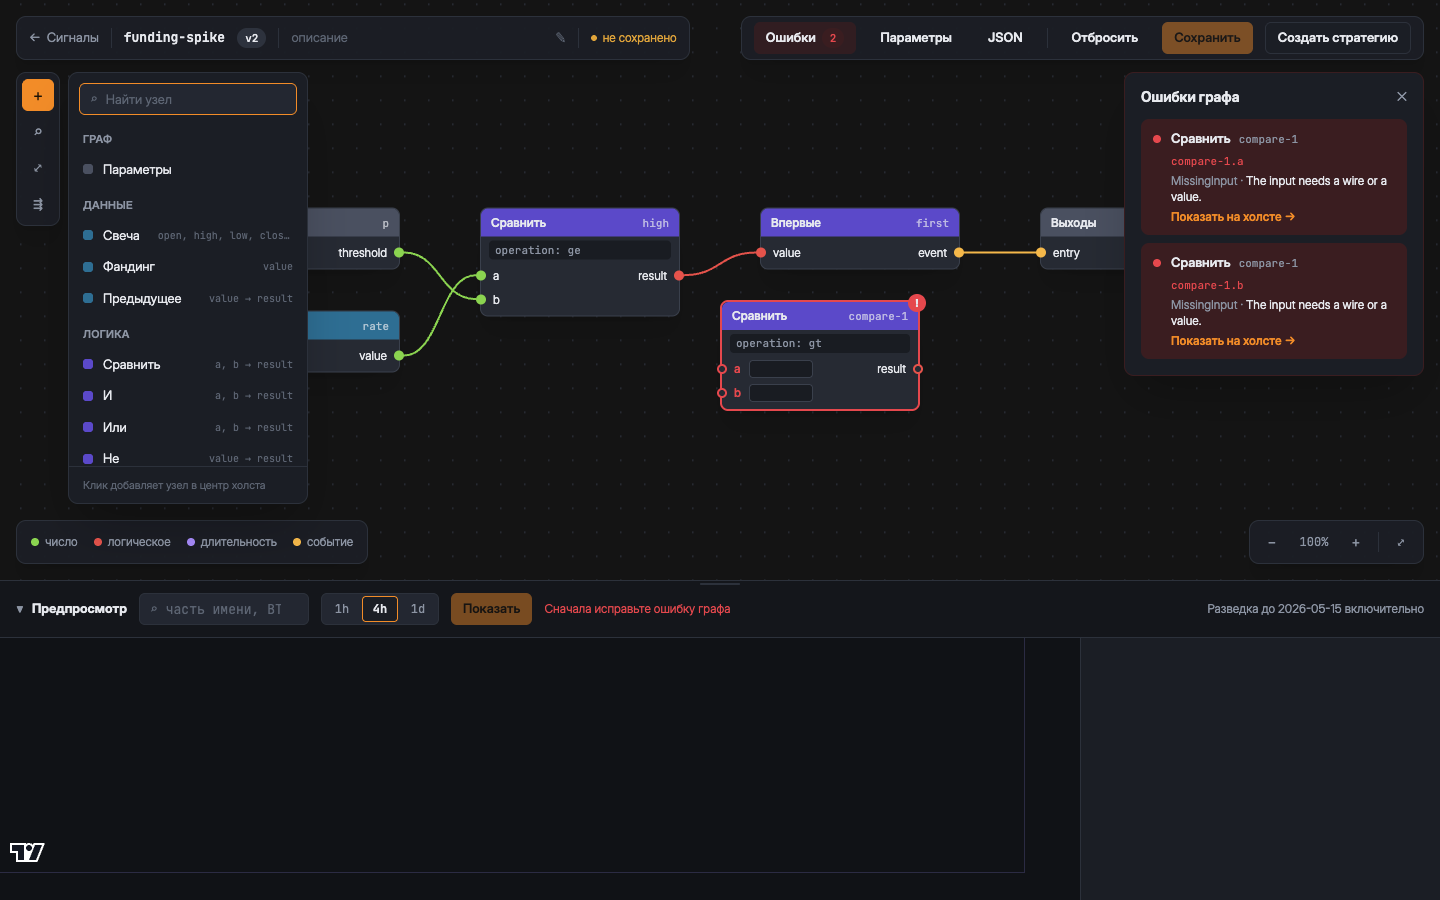 ← Сигналы funding-spike v2 описание ✎ не сохранено
Ошибки 2 Параметры JSON Отбросить Сохранить Создать стратегию
+
Найти узел
ГРАФ
Параметры
ДАННЫЕ
Свеча open, high, low, clos…
Фандинг value
Предыдущее value → result
ЛОГИКА
Сравнить a, b → result
И a, b → result
Или a, b → result
Не value → result
Клик добавляет узел в центр холста
p
threshold
rate
value
Сравнить high
operation: ge
a result
b
Впервые first
value event
Выходы
entry
Сравнить compare-1 !
operation: gt
a result
b
Ошибки графа ×
Сравнить compare-1
compare-1.a
MissingInput · The input needs a wire or a
value.
Показать на холсте →
Сравнить compare-1
compare-1.b
MissingInput · The input needs a wire or a
value.
Показать на холсте →
число логическое длительность событие
− 100% +
▼ Предпросмотр часть имени, BT 1h 4h 1d Показать Сначала исправьте ошибку графа Разведка до 2026-05-15 включительно